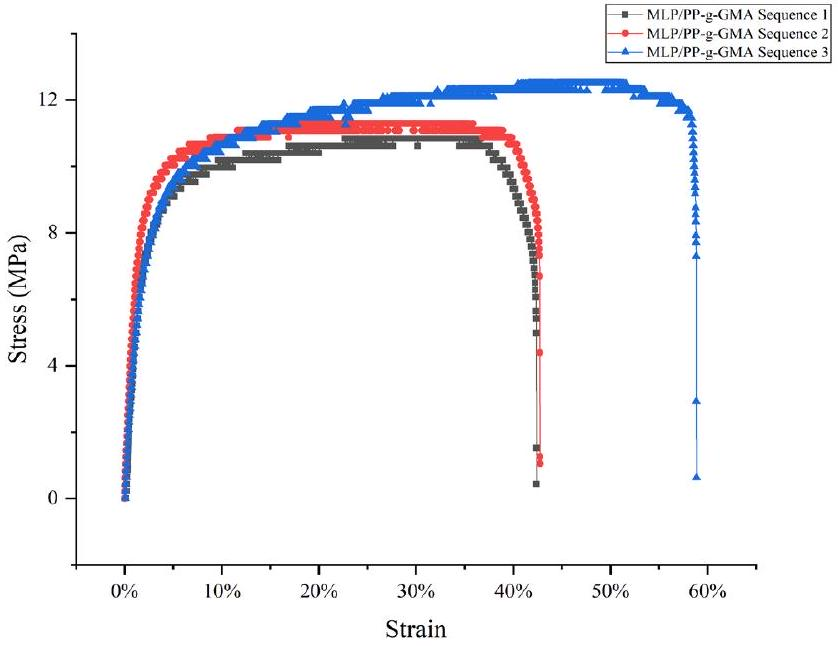 MLP/PP-g-GMA Sequence 1
MLP/PP-g-GMA Sequence 2
MLP/PP-g-GMA Sequence 3
12
8
4
0
Stress (MPa)
0% 10% 20% 30% 40% 50% 60%
Strain